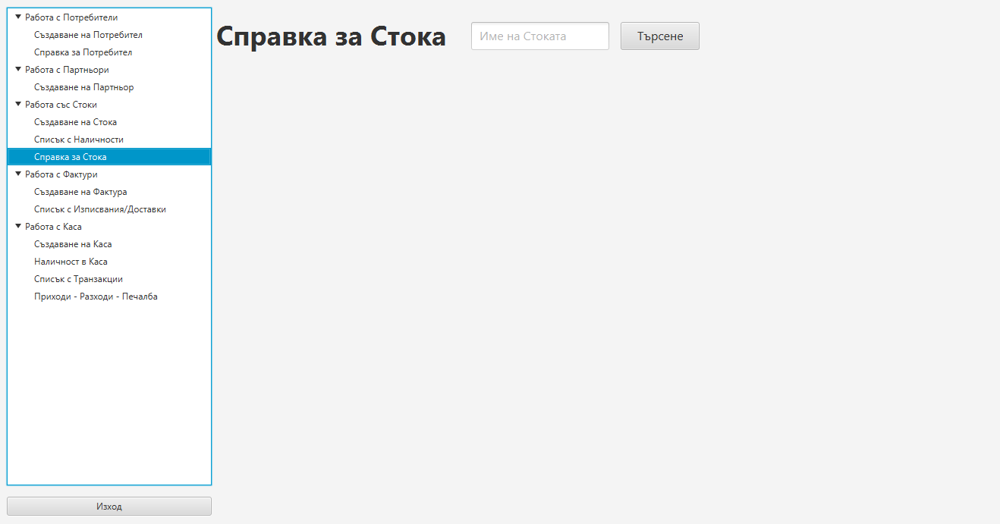 Работа с Потребители
Създаване на Потребител
Справка за Потребител
Работа с Партньори
Създаване на Партньор
Работа със Стоки
Създаване на Стока
Списък с Наличности
Справка за Стока
Работа с Фактури
Създаване на Фактура
Списък с Изписвания/Доставки
Работа с Каса
Създаване на Каса
Наличност в Каса
Списък с Транзакции
Приходи - Разходи - Печалба
Изход
Справка за Стока
Име на Стоката
Търсене